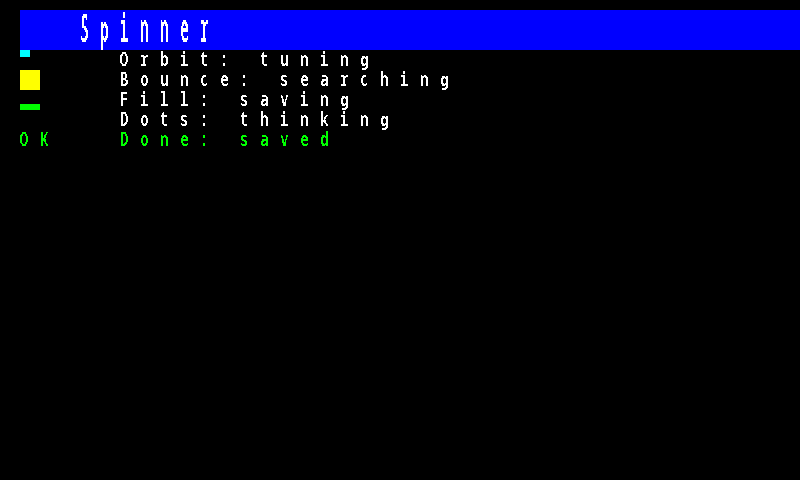 Spinner
Orbit: tuning
Bounce: searching
Fill: saving
Dots: thinking
OK Done: saved